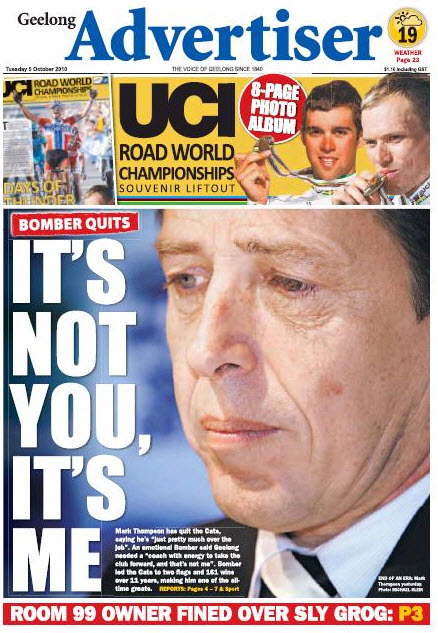 Geelong
Advertiser
19
WEATHER
Page 23
Tuesday 5 October 2010
THE VOICE OF GEELONG SINCE 1840
$1.10 including GST
UCI ROAD WORLD
CHAMPIONSHIPS
DAYS OF
THUNDER
UCI
ROAD WORLD
CHAMPIONSHIPS
SOUVENIR LIFTOUT
8-PAGE
PHOTO
ALBUM
BOMBER QUITS
IT'S
NOT
YOU,
IT'S
ME
Mark Thompson has quit the Cats,
saying he's "just pretty much over the
job". An emotional Bomber said Geelong
needed a "coach with energy to take the
club forward, and that's not me". Bomber
led the Cats to two flags and 161 wins
over 11 years, making him one of the all-
time greats. REPORTS: Pages 4 – 7 & Sport
END OF AN ERA: Mark
Thompson yesterday.
Photo: MICHAEL KLEIN
ROOM 99 OWNER FINED OVER SLY GROG: P3